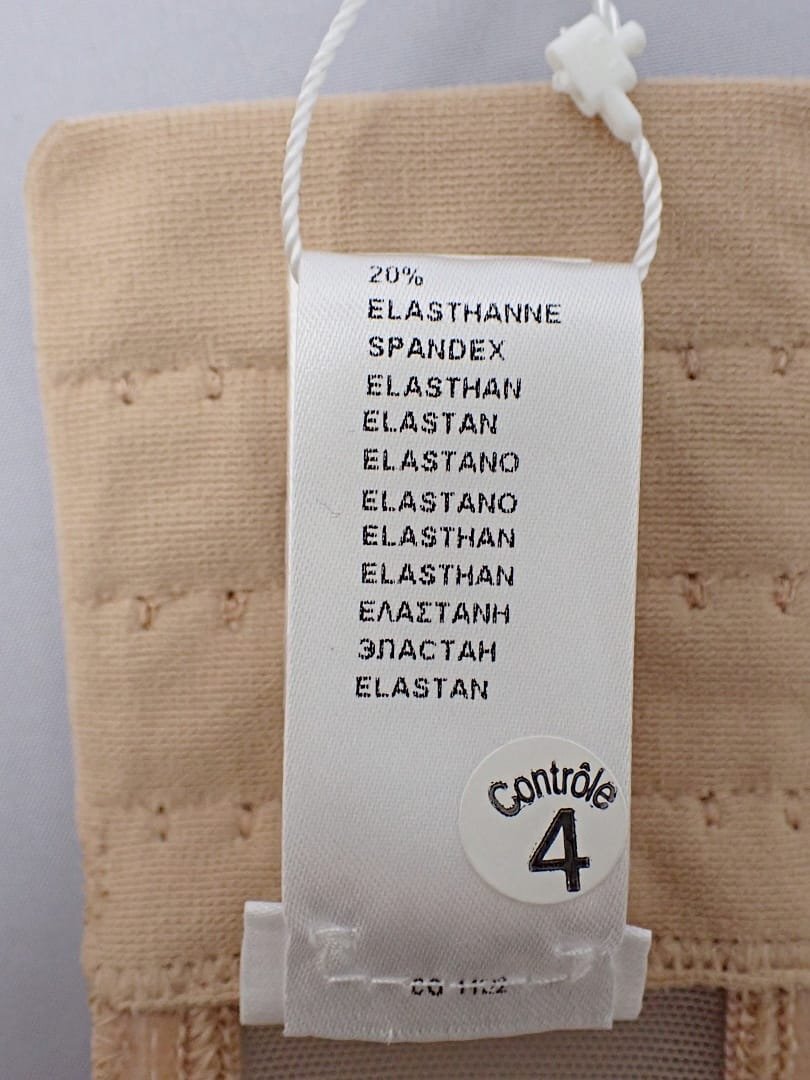 20%
ELASTHANNE
SPANDEX
ELASTHAN
ELASTAN
ELASTANO
ELASTANO
ELASTHAN
ELASTHAN
ΕΛΑΣΤΑΝΗ
ЭЛАСТАН
ELASTAN
Contrôle
4